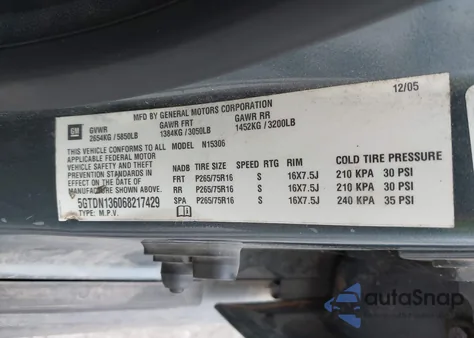 12/05
MFD BY GENERAL MOTORS CORPORATION
GM GVWR GAWR FRT GAWR RR
2654KG / 5850LB 1384KG / 3050LB 1452KG / 3200LB
THIS VEHICLE CONFORMS TO ALL MODEL N15306
APPLICABLE FEDERAL MOTOR
VEHICLE SAFETY AND THEFT NADB TIRE SIZE SPEED RTG RIM COLD TIRE PRESSURE
PREVENTION STANDARDS IN FRT P265/75R16 S 16X7.5J 210 KPA 30 PSI
EFFECT ON THE DATE OF RR P265/75R16 S 16X7.5J 210 KPA 30 PSI
MANUFACTURE SHOWN ABOVE. SPA P265/75R16 S 16X7.5J 240 KPA 35 PSI
5GTDN136068217429
TYPE: M.P.V.
autoSnap